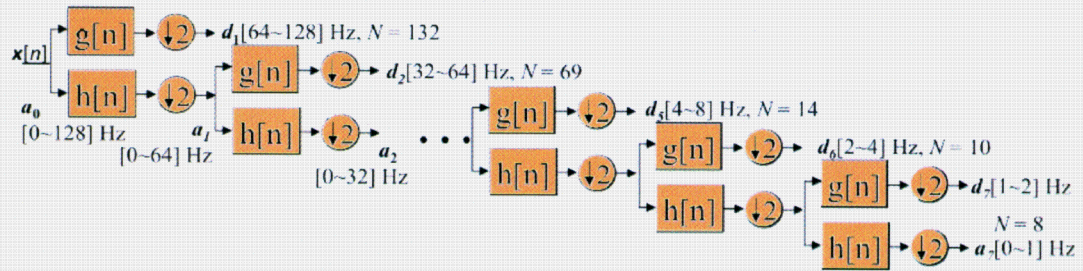 g[n] ↓2 d₁[64~128] Hz, N = 132
x[n]
g[n] ↓2 d₂[32~64] Hz, N = 69
h[n] ↓2
a₀
[0~128] Hz
a₁
[0~64] Hz
h[n] ↓2 a₂
[0~32] Hz
• • •
g[n] ↓2 d₅[4~8] Hz, N = 14
h[n] ↓2
g[n] ↓2 d₆[2~4] Hz, N = 10
h[n] ↓2
g[n] ↓2 d₇[1~2] Hz
N = 8
h[n] ↓2 a₇[0~1] Hz